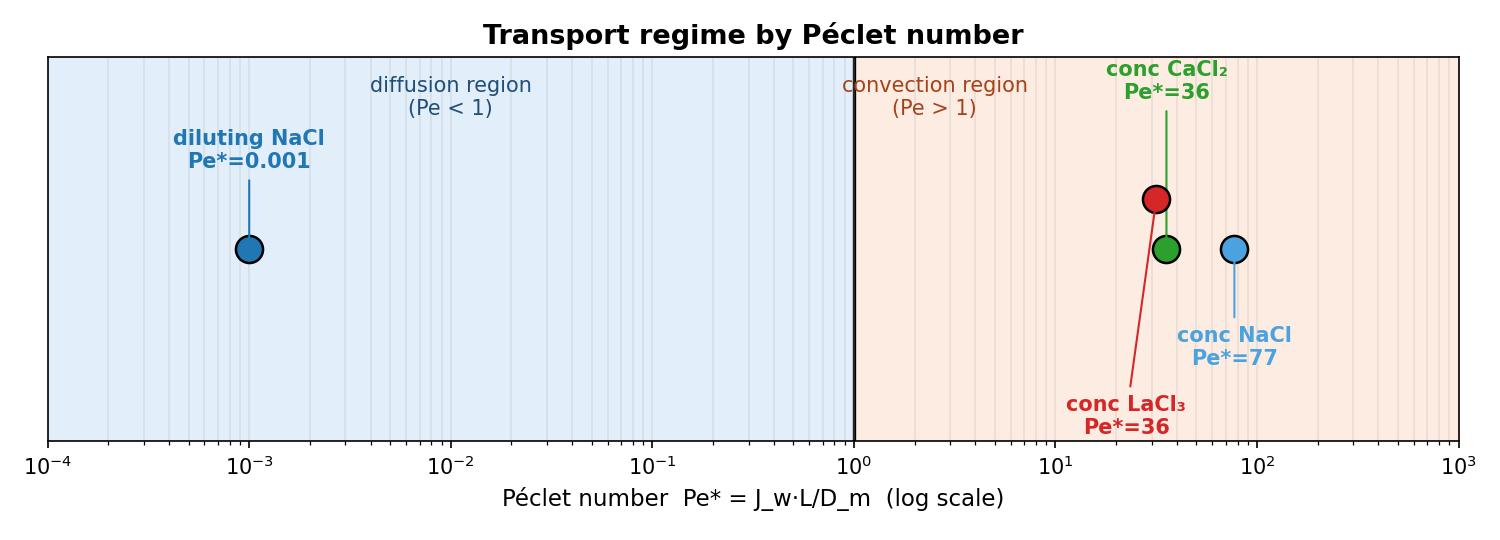 Transport regime by Péclet number
diffusion region
(Pe < 1)
convection region
(Pe > 1)
conc CaCl₂
Pe*=36
diluting NaCl
Pe*=0.001
conc NaCl
Pe*=77
conc LaCl₃
Pe*=36
10⁻⁴ 10⁻³ 10⁻² 10⁻¹ 10⁰ 10¹ 10² 10³
Péclet number  Pe* = J_w·L/D_m  (log scale)